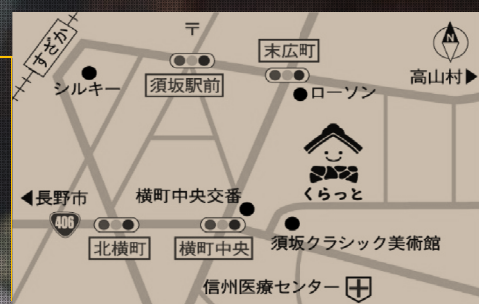 〒
すざか
末広町
N
シルキー
須坂駅前
高山村▶
ローソン
くらっと
◀長野市
横町中央交番
406
北横町
横町中央
須坂クラシック美術館
信州医療センター